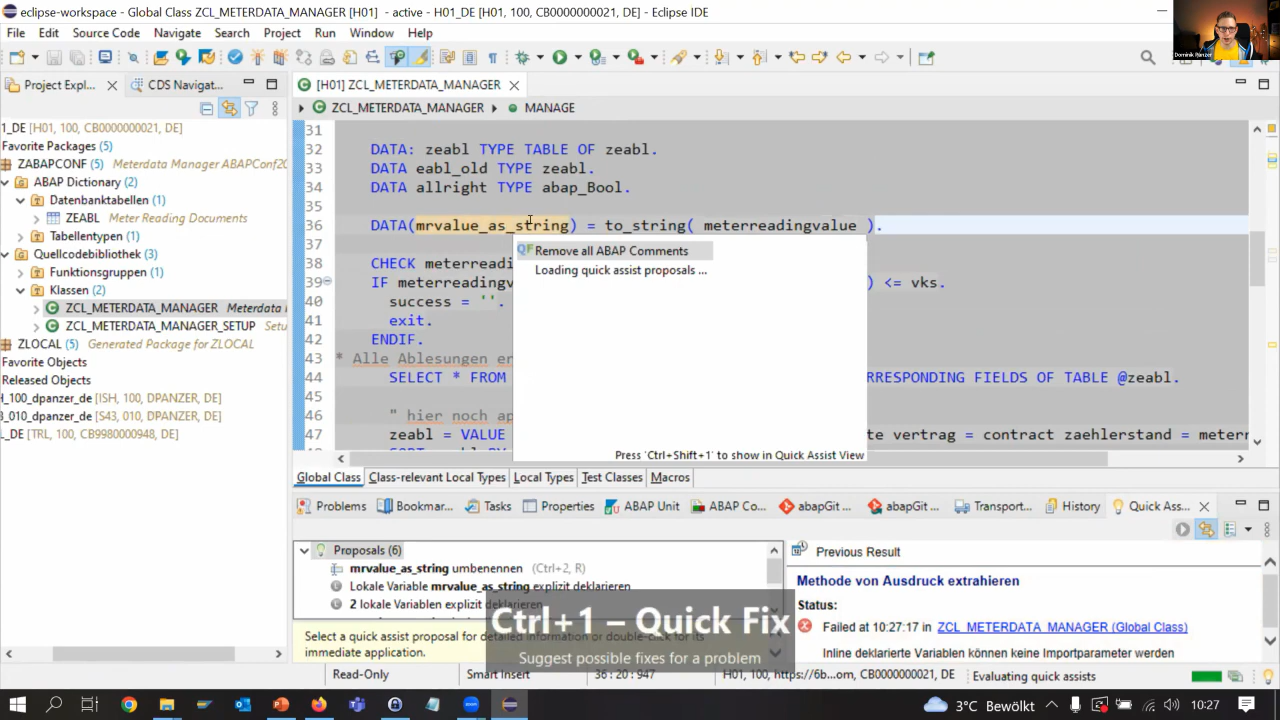 eclipse-workspace - Global Class ZCL_METERDATA_MANAGER [H01] - active - H01_DE [H01, 100, CB0000000021, DE] - Eclipse IDE
File Edit Source Code Navigate Search Project Run Window Help
Project Expl... CDS Navigat...
[H01] ZCL_METERDATA_MANAGER
ZCL_METERDATA_MANAGER MANAGE
1_DE [H01, 100, CB0000000021, DE]
Favorite Packages (5)
ZABAPCONF (5) Meterdata Manager ABAPConf20
ABAP Dictionary (2)
Datenbanktabellen (1)
ZEABL Meter Reading Documents
Tabellentypen (1)
Quellcodebibliothek (3)
Funktionsgruppen (1)
Klassen (2)
ZCL_METERDATA_MANAGER Meterdata
ZCL_METERDATA_MANAGER_SETUP Setu
ZLOCAL (5) Generated Package for ZLOCAL
Favorite Objects
Released Objects
H_100_dpanzer_de [ISH, 100, DPANZER, DE]
3_010_dpanzer_de [S43, 010, DPANZER, DE]
L_DE [TRL, 100, CB9980000948, DE]
31
32 DATA: zeabl TYPE TABLE OF zeabl.
33 DATA eabl_old TYPE zeabl.
34 DATA allright TYPE abap_Bool.
35
36 DATA(mrvalue_as_string) = to_string( meterreadingvalue ).
37
38 CHECK meterreadi
39 IF meterreadingv ) <= vks.
40 success = ''.
41 exit.
42 ENDIF.
43 * Alle Ablesungen er
44 SELECT * FROM RRESPONDING FIELDS OF TABLE @zeabl.
45
46 " hier noch ap
47 zeabl = VALUE te vertrag = contract zaehlerstand = meterr
Remove all ABAP Comments
Loading quick assist proposals ...
Press 'Ctrl+Shift+1' to show in Quick Assist View
Global Class Class-relevant Local Types Local Types Test Classes Macros
Problems Bookmar... Tasks Properties ABAP Unit ABAP Co... abapGit ... abapGit ... Transport... History Quick Ass...
Proposals (6)
mrvalue_as_string umbenennen (Ctrl+2, R)
Lokale Variable mrvalue_as_string explizit deklarieren
2 lokale Variablen explizit deklarieren
Select a quick assist proposal for detailed information or double-click for its
immediate application.
Previous Result
Methode von Ausdruck extrahieren
Status:
Failed at 10:27:17 in ZCL_METERDATA_MANAGER (Global Class)
Inline deklarierte Variablen können keine Importparameter werden
Ctrl+1 – Quick Fix
Suggest possible fixes for a problem
Read-Only Smart Insert 36 : 20 : 947 H01, 100, https://6b...om, CB0000000021, DE Evaluating quick assists
3°C Bewölkt 10:27